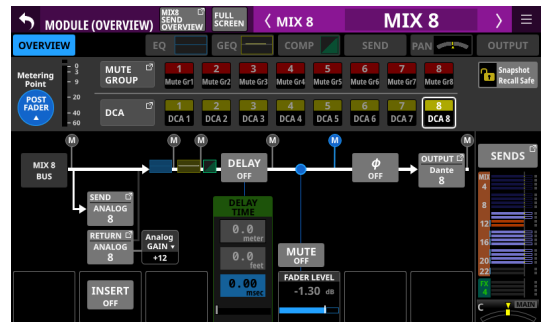 MODULE (OVERVIEW)
MIX8
SEND
OVERVIEW
FULL
SCREEN
MIX 8
MIX 8
OVERVIEW
EQ
GEQ
COMP
SEND
PAN
OUTPUT
Metering
Point
0
3
9
20
40
60
POST
FADER
MUTE
GROUP
1
Mute Gr1
2
Mute Gr2
3
Mute Gr3
4
Mute Gr4
5
Mute Gr5
6
Mute Gr6
7
Mute Gr7
8
Mute Gr8
Snapshot
Recall Safe
DCA
1
DCA 1
2
DCA 2
3
DCA 3
4
DCA 4
5
DCA 5
6
DCA 6
7
DCA 7
8
DCA 8
M
M
M
M
M
MIX 8
BUS
DELAY
OFF
ϕ
OFF
OUTPUT
Dante
8
SENDS
SEND
ANALOG
8
RETURN
ANALOG
8
Analog
GAIN
+12
INSERT
OFF
DELAY
TIME
0.0
meter
0.0
feet
0.00
msec
MUTE
OFF
FADER LEVEL
-1.30 dB
MIX
4
8
12
16
20
22
FX
4
C
MAIN